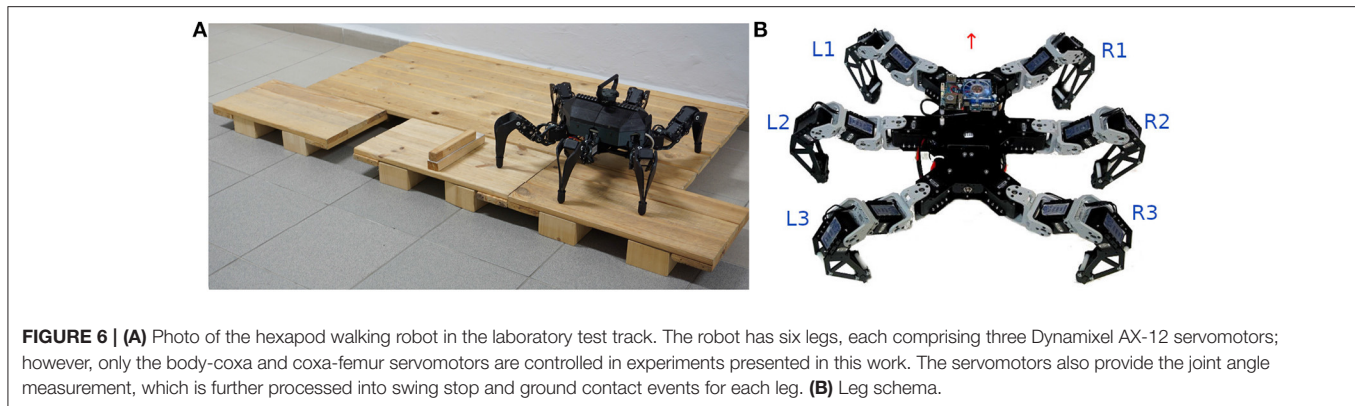 A
B
↑
L1
R1
L2
R2
L3
R3
FIGURE 6 | (A) Photo of the hexapod walking robot in the laboratory test track. The robot has six legs, each comprising three Dynamixel AX-12 servomotors;
however, only the body-coxa and coxa-femur servomotors are controlled in experiments presented in this work. The servomotors also provide the joint angle
measurement, which is further processed into swing stop and ground contact events for each leg. (B) Leg schema.